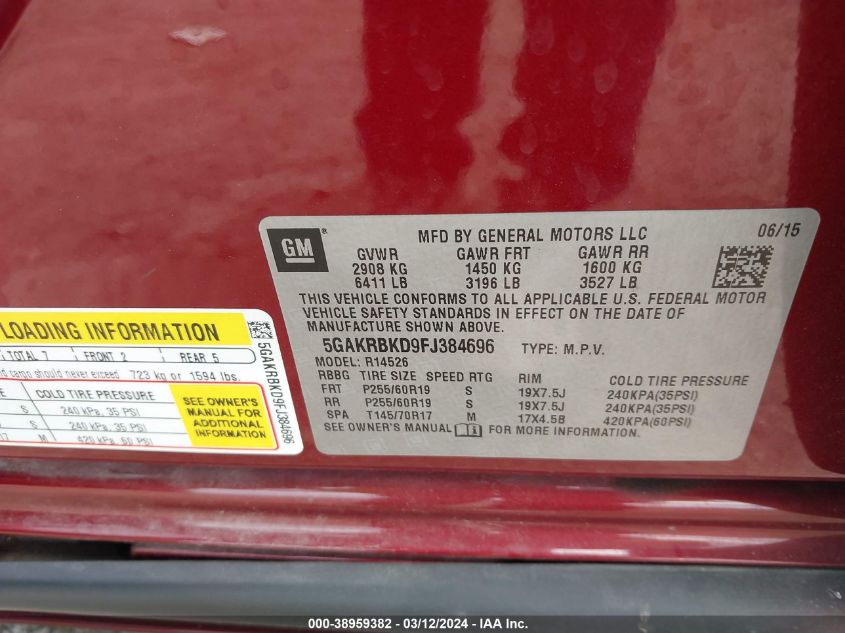 GM
MFD BY GENERAL MOTORS LLC
06/15
GVWR GAWR FRT GAWR RR
2908 KG 1450 KG 1600 KG
6411 LB 3196 LB 3527 LB
THIS VEHICLE CONFORMS TO ALL APPLICABLE U.S. FEDERAL MOTOR
VEHICLE SAFETY STANDARDS IN EFFECT ON THE DATE OF
MANUFACTURE SHOWN ABOVE.
5GAKRBKD9FJ384696 TYPE: M.P.V.
MODEL: R14526
RBBG TIRE SIZE SPEED RTG RIM COLD TIRE PRESSURE
FRT P255/60R19 S 19X7.5J 240KPA(35PSI)
RR P255/60R19 S 19X7.5J 240KPA(35PSI)
SPA T145/70R17 M 17X4.5B 420KPA(60PSI)
SEE OWNER'S MANUAL FOR MORE INFORMATION.
LOADING INFORMATION
TOTAL 7 FRONT 2 REAR 5
and cargo should never exceed 723 kg or 1594 lbs.
COLD TIRE PRESSURE
S 240 kPa, 35 PSI
S 240 kPa, 35 PSI
M 420 kPa, 60 PSI
SEE OWNER'S
MANUAL FOR
ADDITIONAL
INFORMATION
5GAKRBKD9FJ384696
000-38959382 - 03/12/2024 - IAA Inc.